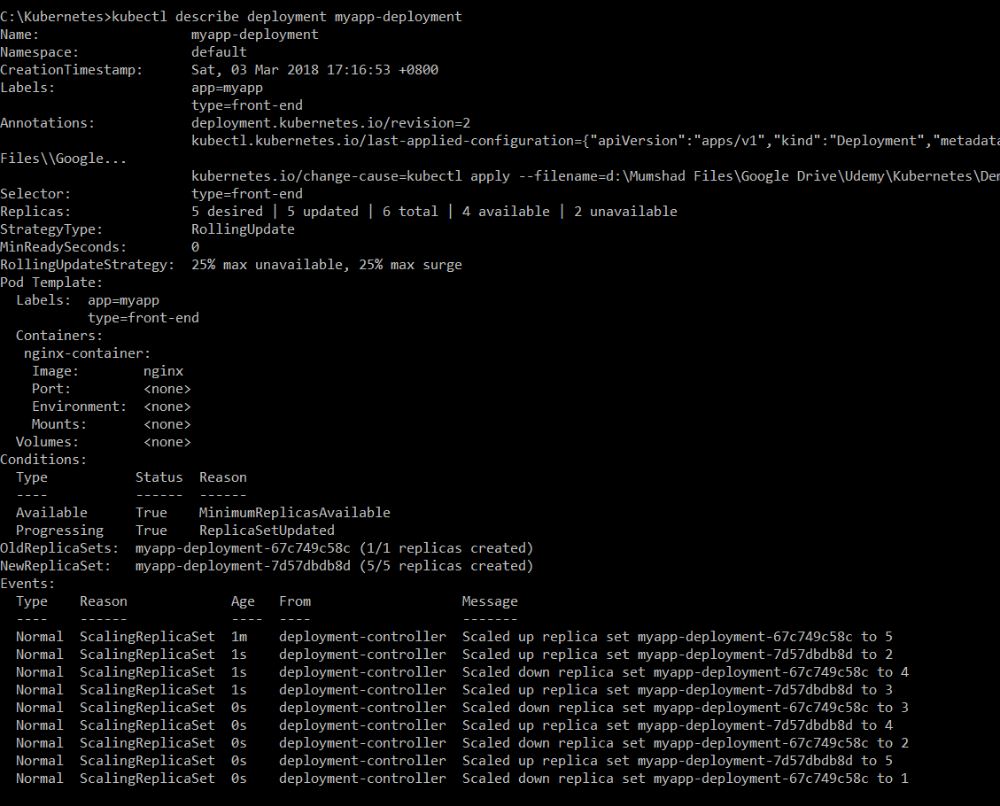 C:\Kubernetes>kubectl describe deployment myapp-deployment
Name:                   myapp-deployment
Namespace:              default
CreationTimestamp:      Sat, 03 Mar 2018 17:16:53 +0800
Labels:                 app=myapp
                        type=front-end
Annotations:            deployment.kubernetes.io/revision=2
                        kubectl.kubernetes.io/last-applied-configuration={"apiVersion":"apps/v1","kind":"Deployment","metadata
Files\\Google...
                        kubernetes.io/change-cause=kubectl apply --filename=d:\Mumshad Files\Google Drive\Udemy\Kubernetes\Dem
Selector:               type=front-end
Replicas:               5 desired | 5 updated | 6 total | 4 available | 2 unavailable
StrategyType:           RollingUpdate
MinReadySeconds:        0
RollingUpdateStrategy:  25% max unavailable, 25% max surge
Pod Template:
  Labels:  app=myapp
           type=front-end
  Containers:
   nginx-container:
    Image:        nginx
    Port:         <none>
    Environment:  <none>
    Mounts:       <none>
  Volumes:        <none>
Conditions:
  Type           Status  Reason
  ----           ------  ------
  Available      True    MinimumReplicasAvailable
  Progressing    True    ReplicaSetUpdated
OldReplicaSets:  myapp-deployment-67c749c58c (1/1 replicas created)
NewReplicaSet:   myapp-deployment-7d57dbdb8d (5/5 replicas created)
Events:
  Type    Reason             Age   From                   Message
  ----    ------             ----  ----                   -------
  Normal  ScalingReplicaSet  1m    deployment-controller  Scaled up replica set myapp-deployment-67c749c58c to 5
  Normal  ScalingReplicaSet  1s    deployment-controller  Scaled up replica set myapp-deployment-7d57dbdb8d to 2
  Normal  ScalingReplicaSet  1s    deployment-controller  Scaled down replica set myapp-deployment-67c749c58c to 4
  Normal  ScalingReplicaSet  1s    deployment-controller  Scaled up replica set myapp-deployment-7d57dbdb8d to 3
  Normal  ScalingReplicaSet  0s    deployment-controller  Scaled down replica set myapp-deployment-67c749c58c to 3
  Normal  ScalingReplicaSet  0s    deployment-controller  Scaled up replica set myapp-deployment-7d57dbdb8d to 4
  Normal  ScalingReplicaSet  0s    deployment-controller  Scaled down replica set myapp-deployment-67c749c58c to 2
  Normal  ScalingReplicaSet  0s    deployment-controller  Scaled up replica set myapp-deployment-7d57dbdb8d to 5
  Normal  ScalingReplicaSet  0s    deployment-controller  Scaled down replica set myapp-deployment-67c749c58c to 1